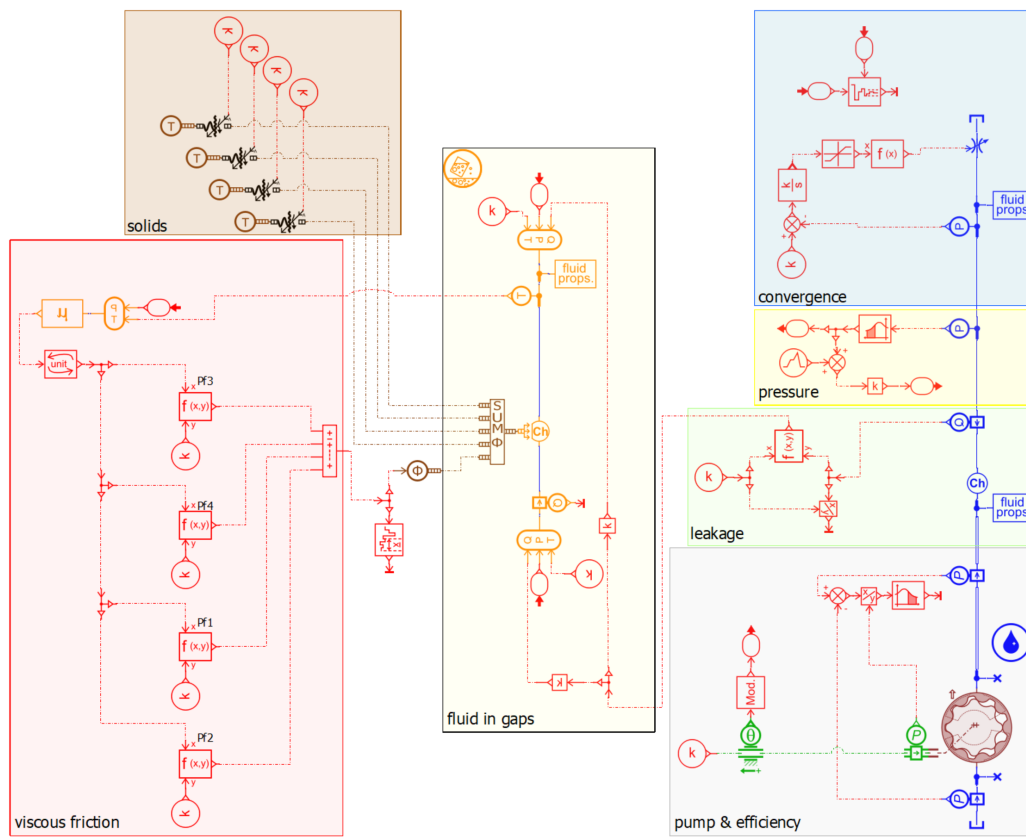 K
K
K
K
T
T
T
T
solids
k
T P Q
fluid
props.
T
μ
P
T
unit
Pf3
x
f (x,y)
y
k
Pf4
x
f (x,y)
y
k
Pf1
x
f (x,y)
y
k
Pf2
x
f (x,y)
y
k
viscous friction
+ + + +
Φ
x
S
U
M
Φ
Ch
Q
Q P T
k
k
k
fluid in gaps
k
s
x
f (x)
+
-
k
P
fluid
props.
convergence
P
+
+
k
pressure
f(x,y)
x
y
k
Q
Ch
fluid
props.
leakage
P
+
-
x
y
Mod.
θ
+
k
P
P
pump & efficiency